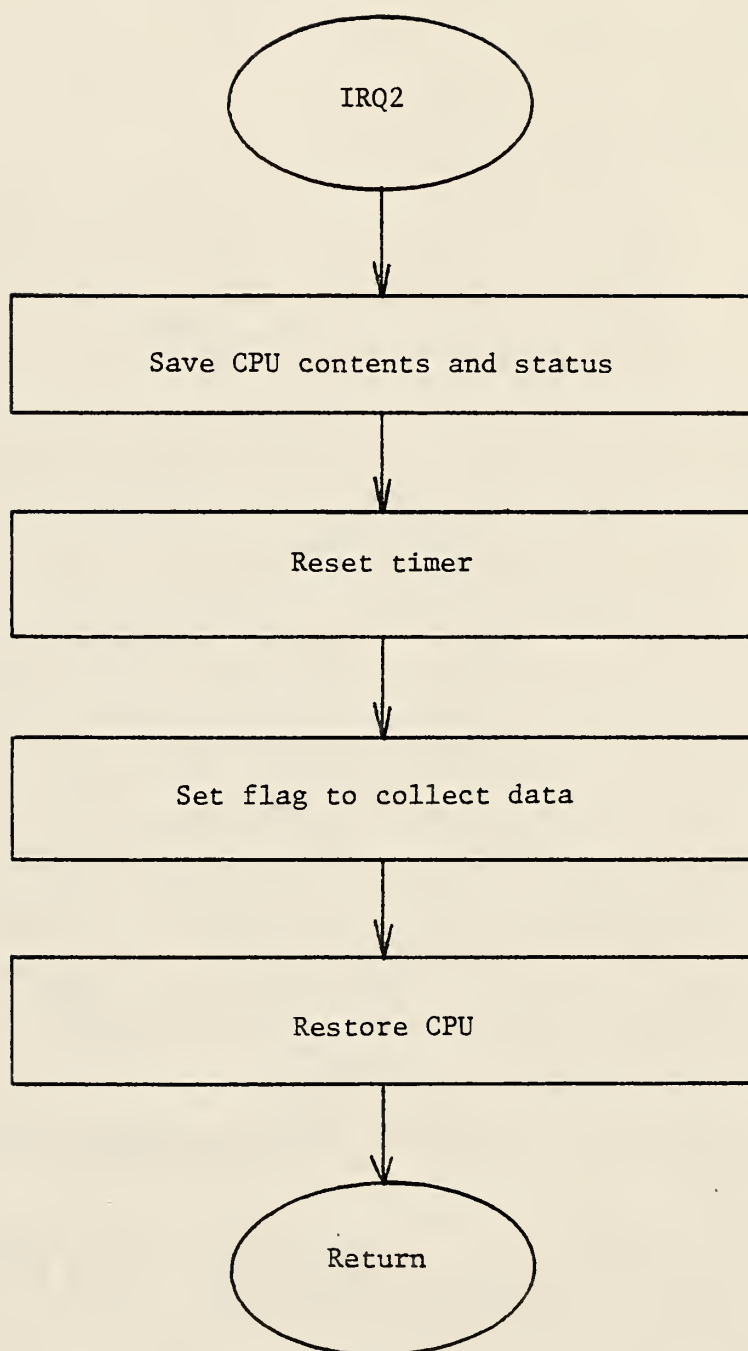 IRQ2
Save CPU contents and status
Reset timer
Set flag to collect data
Restore CPU
Return